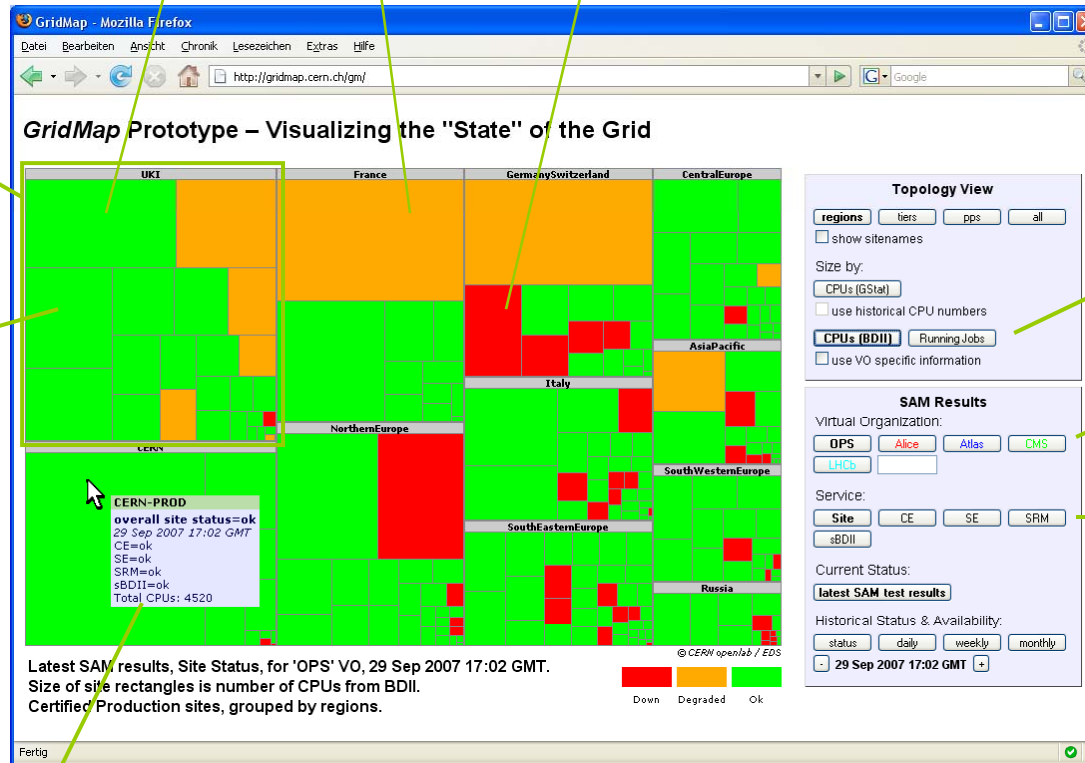 GridMap - Mozilla Firefox
Datei Bearbeiten Ansicht Chronik Lesezeichen Extras Hilfe
http://gridmap.cern.ch/gm/
G Google
GridMap Prototype – Visualizing the "State" of the Grid
UKI
France
GermanySwitzerland
CentralEurope
AsiaPacific
Italy
NorthernEurope
CERN
SouthWesternEurope
SouthEasternEurope
Russia
CERN-PROD
overall site status=ok
29 Sep 2007 17:02 GMT
CE=ok
SE=ok
SRM=ok
sBDII=ok
Total CPUs: 4520
© CERN openlab / EDS
Latest SAM results, Site Status, for 'OPS' VO, 29 Sep 2007 17:02 GMT.
Size of site rectangles is number of CPUs from BDII.
Certified Production sites, grouped by regions.
Down Degraded Ok
Topology View
regions tiers pps all
show sitenames
Size by:
CPUs (GStat)
use historical CPU numbers
CPUs (BDII) Running Jobs
use VO specific information
SAM Results
Virtual Organization:
OPS Alice Atlas CMS
LHCb
Service:
Site CE SE SRM
sBDII
Current Status:
latest SAM test results
Historical Status & Availability:
status daily weekly monthly
- 29 Sep 2007 17:02 GMT +
Fertig